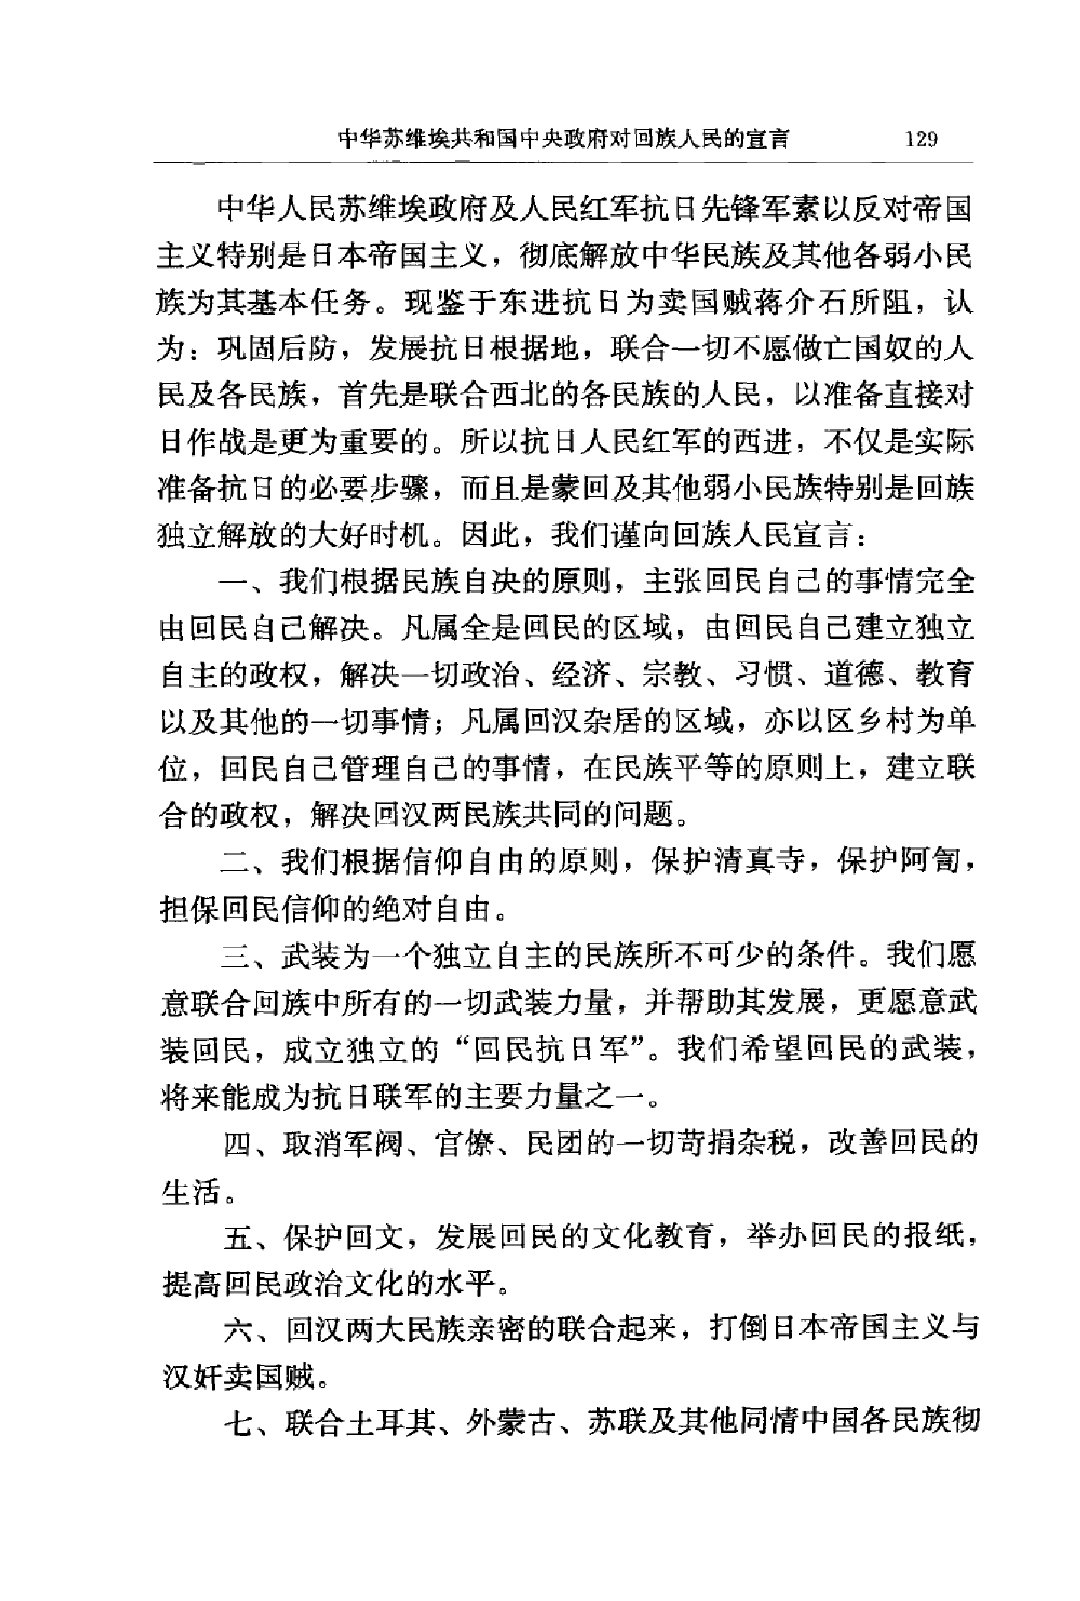 中华苏维埃共和国中央政府对回族人民的宣言 129
中华人民苏维埃政府及人民红军抗日先锋军素以反对帝国
主义特别是日本帝国主义，彻底解放中华民族及其他各弱小民
族为其基本任务。现鉴于东进抗日为卖国贼蒋介石所阻，认
为：巩固后防，发展抗日根据地，联合一切不愿做亡国奴的人
民及各民族，首先是联合西北的各民族的人民，以准备直接对
日作战是更为重要的。所以抗日人民红军的西进，不仅是实际
准备抗日的必要步骤，而且是蒙回及其他弱小民族特别是回族
独立解放的大好时机。因此，我们谨向回族人民宣言：
一、我们根据民族自决的原则，主张回民自己的事情完全
由回民自己解决。凡属全是回民的区域，由回民自己建立独立
自主的政权，解决一切政治、经济、宗教、习惯、道德、教育
以及其他的一切事情；凡属回汉杂居的区域，亦以区乡村为单
位，回民自己管理自己的事情，在民族平等的原则上，建立联
合的政权，解决回汉两民族共同的问题。
二、我们根据信仰自由的原则，保护清真寺，保护阿訇，
担保回民信仰的绝对自由。
三、武装为一个独立自主的民族所不可少的条件。我们愿
意联合回族中所有的一切武装力量，并帮助其发展，更愿意武
装回民，成立独立的“回民抗日军”。我们希望回民的武装，
将来能成为抗日联军的主要力量之一。
四、取消军阀、官僚、民团的一切苛捐杂税，改善回民的
生活。
五、保护回文，发展回民的文化教育，举办回民的报纸，
提高回民政治文化的水平。
六、回汉两大民族亲密的联合起来，打倒日本帝国主义与
汉奸卖国贼。
七、联合土耳其、外蒙古、苏联及其他同情中国各民族彻